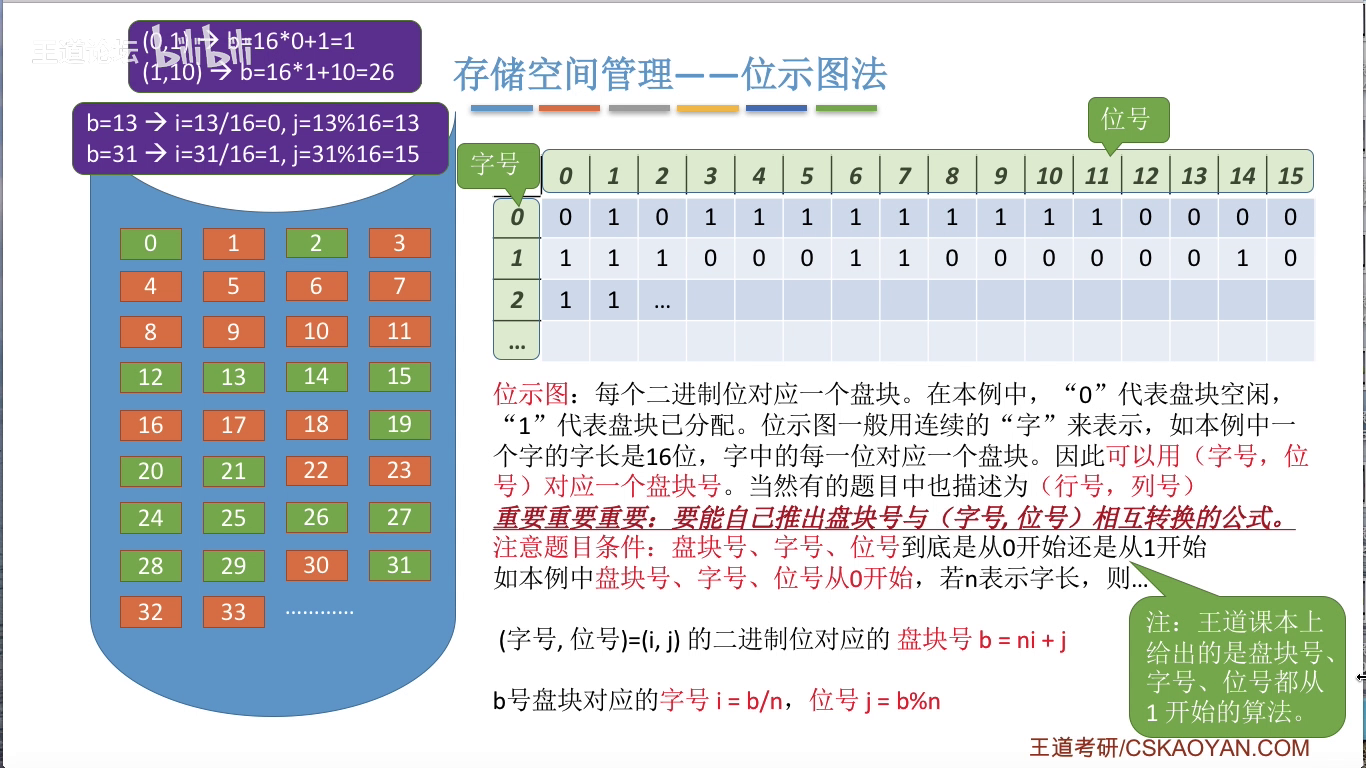 王道论坛 bilibili
(0,1) → b=16*0+1=1
(1,10) → b=16*1+10=26
存储空间管理——位示图法
b=13 → i=13/16=0, j=13%16=13
b=31 → i=31/16=1, j=31%16=15
字号
位号
0 1 2 3 4 5 6 7 8 9 10 11 12 13 14 15
0 0 1 0 1 1 1 1 1 1 1 1 1 0 0 0 0
1 1 1 1 0 0 0 1 1 0 0 0 0 0 0 1 0
2 1 1 …
…
0 1 2 3
4 5 6 7
8 9 10 11
12 13 14 15
16 17 18 19
20 21 22 23
24 25 26 27
28 29 30 31
32 33 …………
位示图：每个二进制位对应一个盘块。在本例中，“0”代表盘块空闲，
“1”代表盘块已分配。位示图一般用连续的“字”来表示，如本例中一
个字的字长是16位，字中的每一位对应一个盘块。因此可以用（字号，位
号）对应一个盘块号。当然有的题目中也描述为（行号，列号）
重要重要重要：要能自己推出盘块号与（字号, 位号）相互转换的公式。
注意题目条件：盘块号、字号、位号到底是从0开始还是从1开始
如本例中盘块号、字号、位号从0开始，若n表示字长，则…
(字号, 位号)=(i, j) 的二进制位对应的 盘块号 b = ni + j
b号盘块对应的字号 i = b/n，位号 j = b%n
注：王道课本上
给出的是盘块号、
字号、位号都从
1 开始的算法。
王道考研/CSKAOYAN.COM